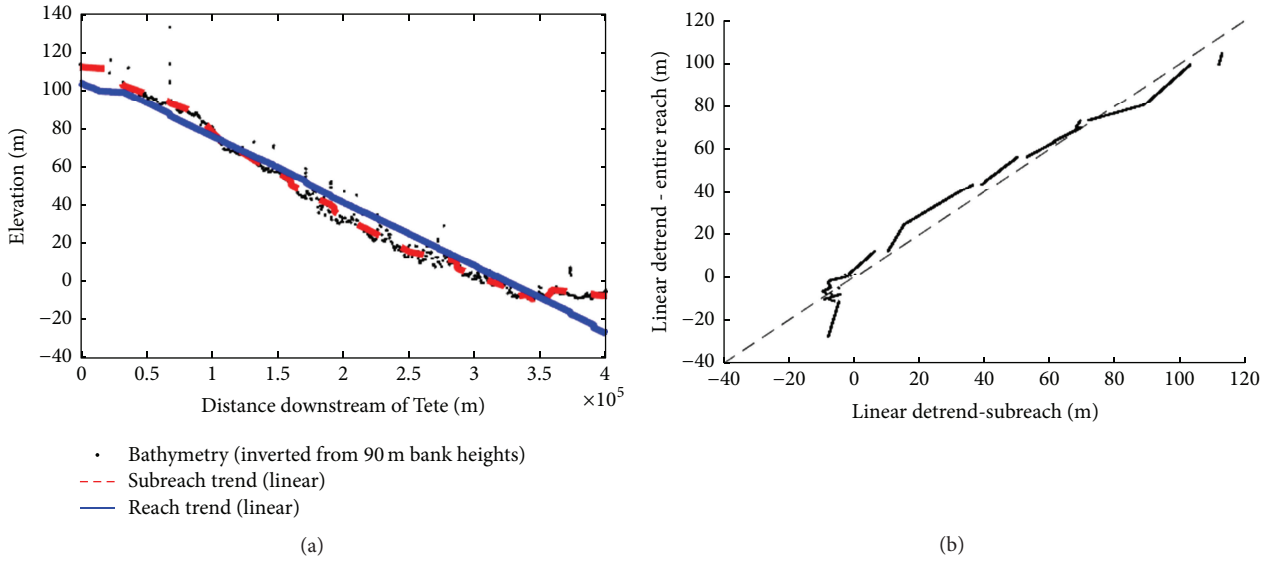 140
120
100
80
60
40
20
0
−20
−40
Elevation (m)
0 0.5 1 1.5 2 2.5 3 3.5 4
×10⁵
Distance downstream of Tete (m)
Bathymetry (inverted from 90 m bank heights)
Subreach trend (linear)
Reach trend (linear)
(a)
120
100
80
60
40
20
0
−20
−40
Linear detrend - entire reach (m)
−40 −20 0 20 40 60 80 100 120
Linear detrend-subreach (m)
(b)